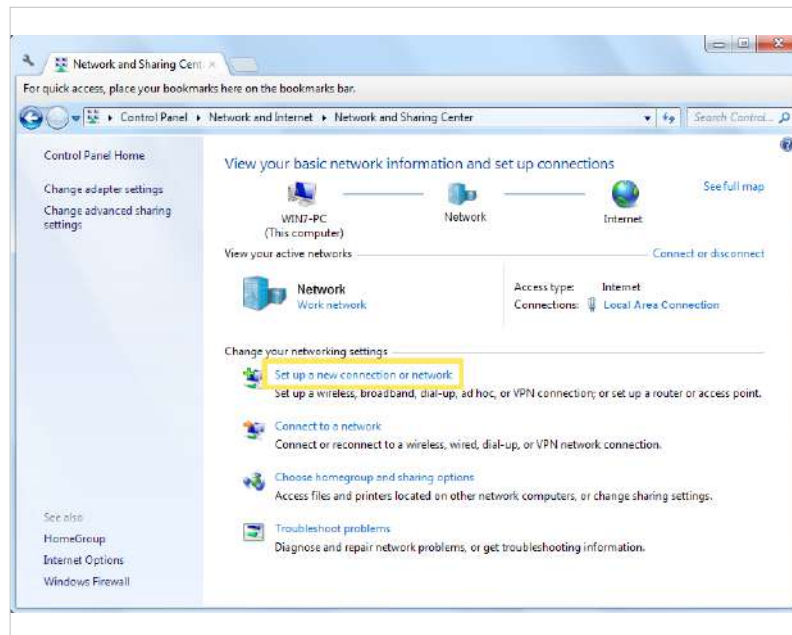 Network and Sharing Cent
For quick access, place your bookmarks here on the bookmarks bar.
Control Panel Network and Internet Network and Sharing Center Search Control...
Control Panel Home
Change adapter settings
Change advanced sharing
settings
View your basic network information and set up connections
See full map
WIN7-PC
(This computer)
Network
Internet
View your active networks
Connect or disconnect
Network
Work network
Access type: Internet
Connections: Local Area Connection
Change your networking settings
Set up a new connection or network
Set up a wireless, broadband, dial-up, ad hoc, or VPN connection; or set up a router or access point.
Connect to a network
Connect or reconnect to a wireless, wired, dial-up, or VPN network connection.
Choose homegroup and sharing options
Access files and printers located on other network computers, or change sharing settings.
Troubleshoot problems
Diagnose and repair network problems, or get troubleshooting information.
See also
HomeGroup
Internet Options
Windows Firewall